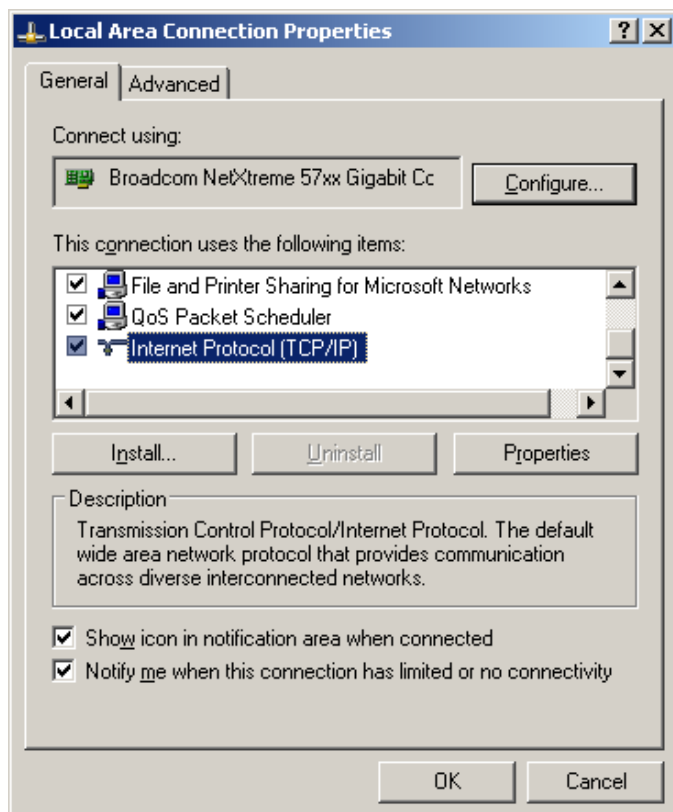 Local Area Connection Properties
General
Advanced
Connect using:
Broadcom NetXtreme 57xx Gigabit Cc
Configure...
This connection uses the following items:
File and Printer Sharing for Microsoft Networks
QoS Packet Scheduler
Internet Protocol (TCP/IP)
Install...
Uninstall
Properties
Description
Transmission Control Protocol/Internet Protocol. The default
wide area network protocol that provides communication
across diverse interconnected networks.
Show icon in notification area when connected
Notify me when this connection has limited or no connectivity
OK
Cancel